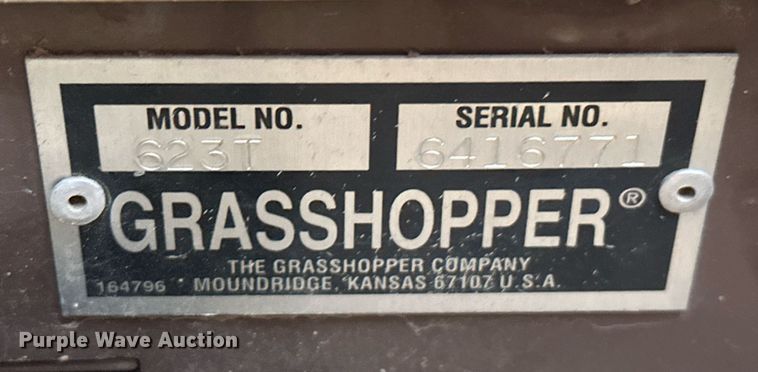 MODEL NO. SERIAL NO.
623T 6416771
GRASSHOPPER®
THE GRASSHOPPER COMPANY
164796 MOUNDRIDGE, KANSAS 67107 U.S.A.
Purple Wave Auction